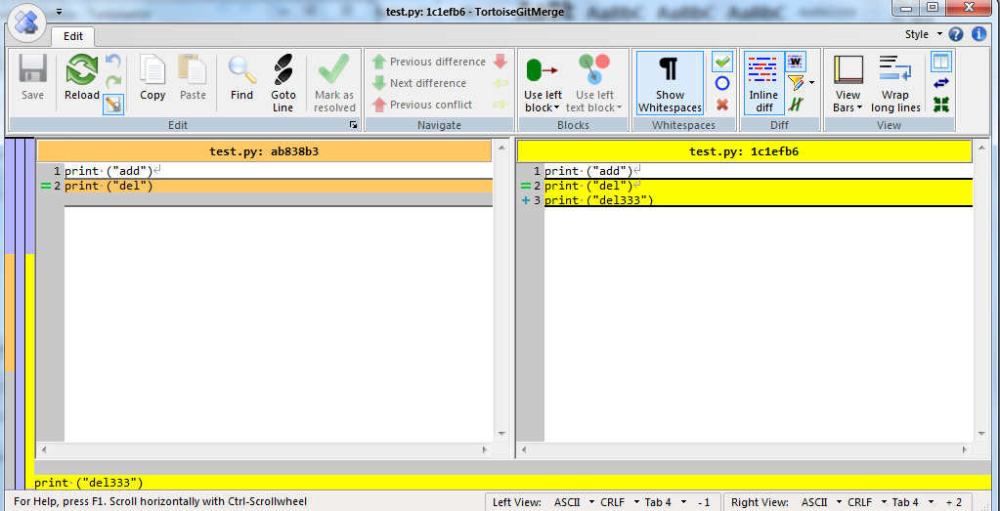 test.py: 1c1efb6 - TortoiseGitMerge
Edit
Style
Save
Reload
Copy
Paste
Find
Goto Line
Mark as resolved
Previous difference
Next difference
Previous conflict
Use left block
Use left text block
Show Whitespaces
Inline diff
View Bars
Wrap long lines
Edit
Navigate
Blocks
Whitespaces
Diff
View
test.py: ab838b3
1 print·("add")
2 print·("del")
test.py: 1c1efb6
1 print·("add")
2 print·("del")
3 print·("del333")
print·("del333")
For Help, press F1. Scroll horizontally with Ctrl-Scrollwheel
Left View: ASCII CRLF Tab 4 - 1
Right View: ASCII CRLF Tab 4 + 2